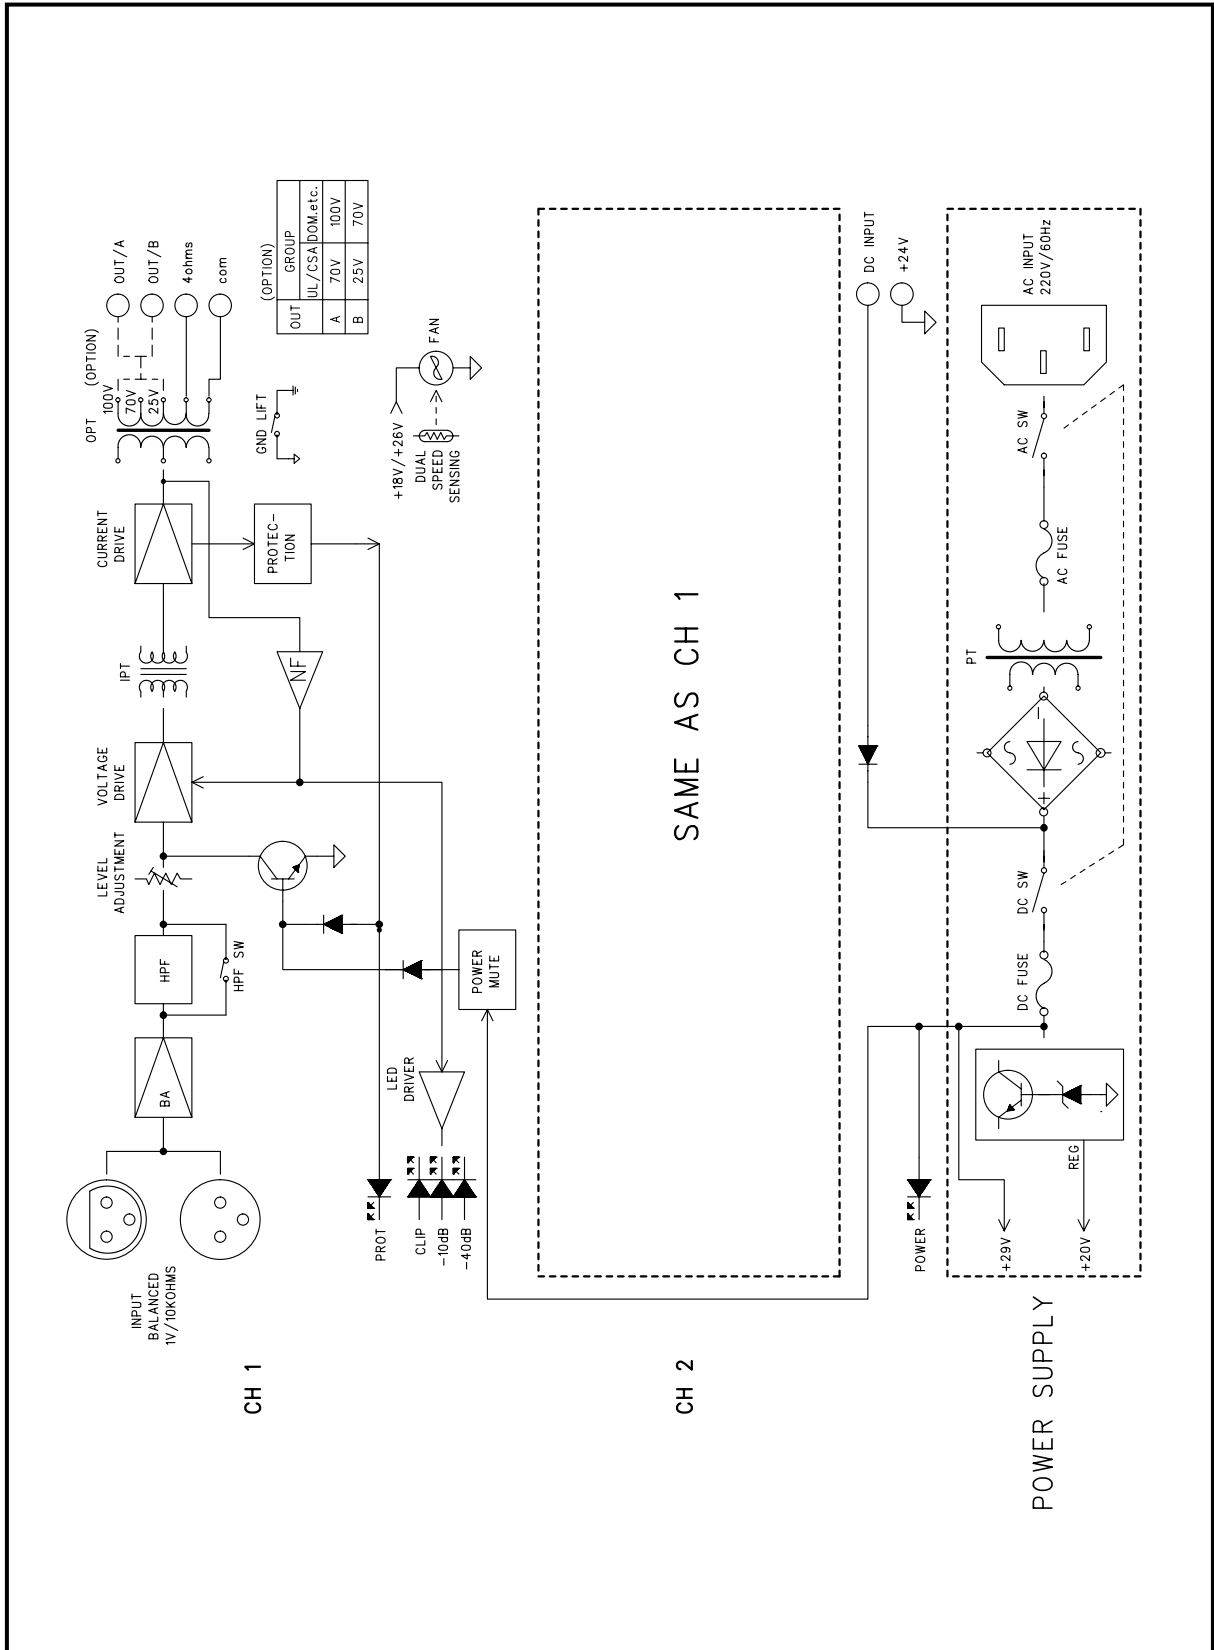 INPUT
BALANCED
1V/10KOHMS
BA
HPF
HPF SW
LEVEL
ADJUSTMENT
VOLTAGE
DRIVE
IPT
CURRENT
DRIVE
OPT
(OPTION)
100V
70V
25V
OUT/A
OUT/B
4ohms
com
NF
PROTEC-
TION
GND LIFT
(OPTION)
OUT GROUP
UL/CSA DOM.etc.
A 70V 100V
B 25V 70V
PROT
CLIP
-10dB
-40dB
LED
DRIVER
POWER
MUTE
+18V/+26V
DUAL
SPEED
SENSING
FAN
CH 1
SAME AS CH 1
CH 2
DC INPUT
+24V
POWER
+29V
+20V
REG
DC FUSE
DC SW
PT
AC FUSE
AC SW
AC INPUT
220V/60Hz
POWER SUPPLY